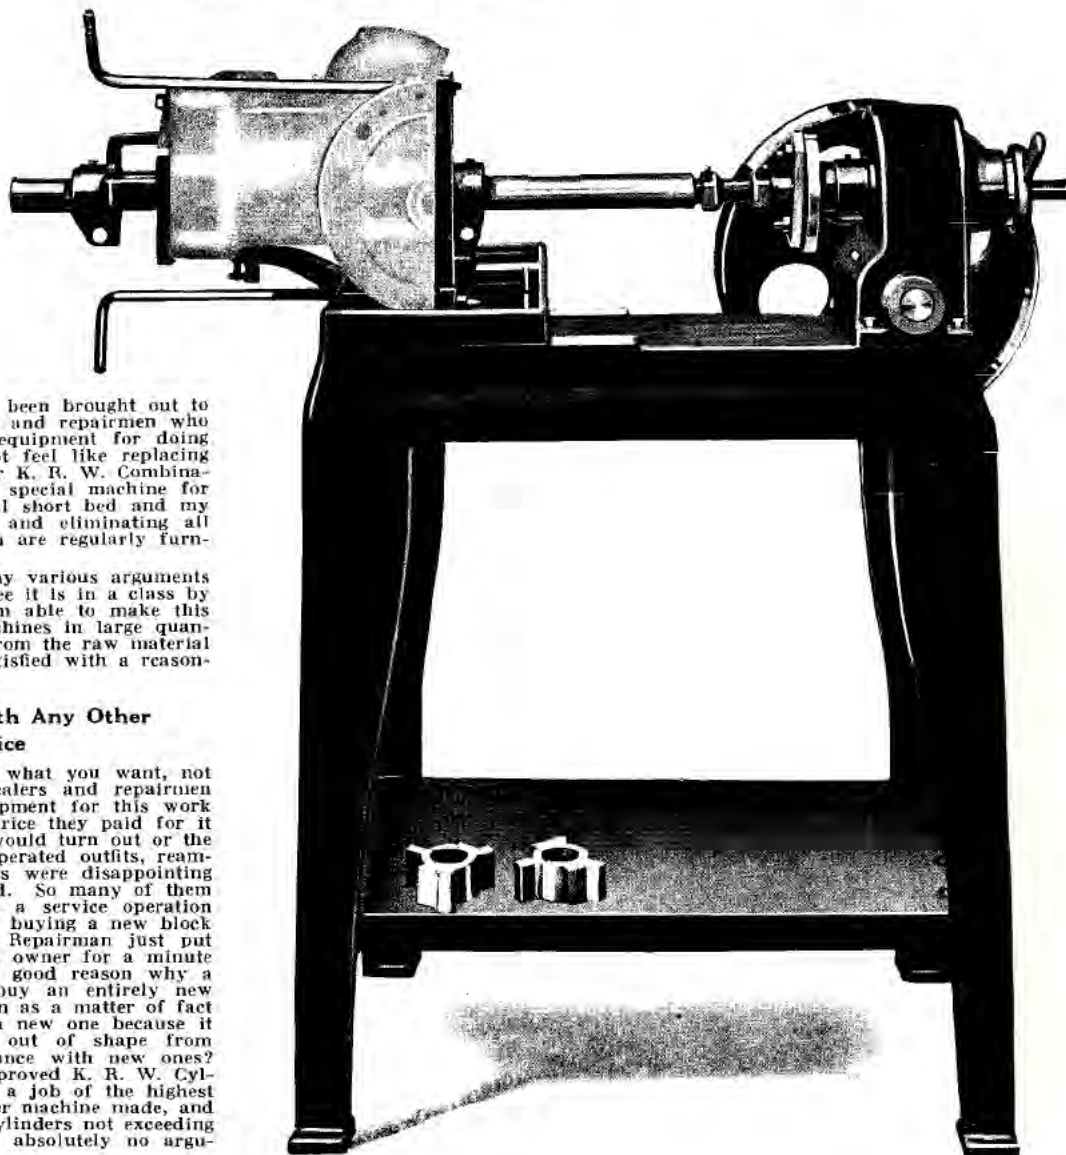 been brought out to
and repairmen who
equipment for doing
t feel like replacing
r K. R. W. Combina-
special machine for
l short bed and my
and eliminating all
n are regularly furn-
ny various arguments
ee it is in a class by
m able to make this
chines in large quan-
rom the raw material
tisfied with a reason-
th Any Other
ice
what you want, not
ealers and repairmen
ipment for this work
rice they paid for it
would turn out or the
perated outfits, ream-
s were disappointing
d. So many of them
a service operation
buying a new block
Repairman just put
owner for a minute
good reason why a
buy an entirely new
n as a matter of fact
a new one because it
out of shape from
ance with new ones?
proved K. R. W. Cyl-
a job of the highest
er machine made, and
ylinders not exceeding
absolutely no argu-